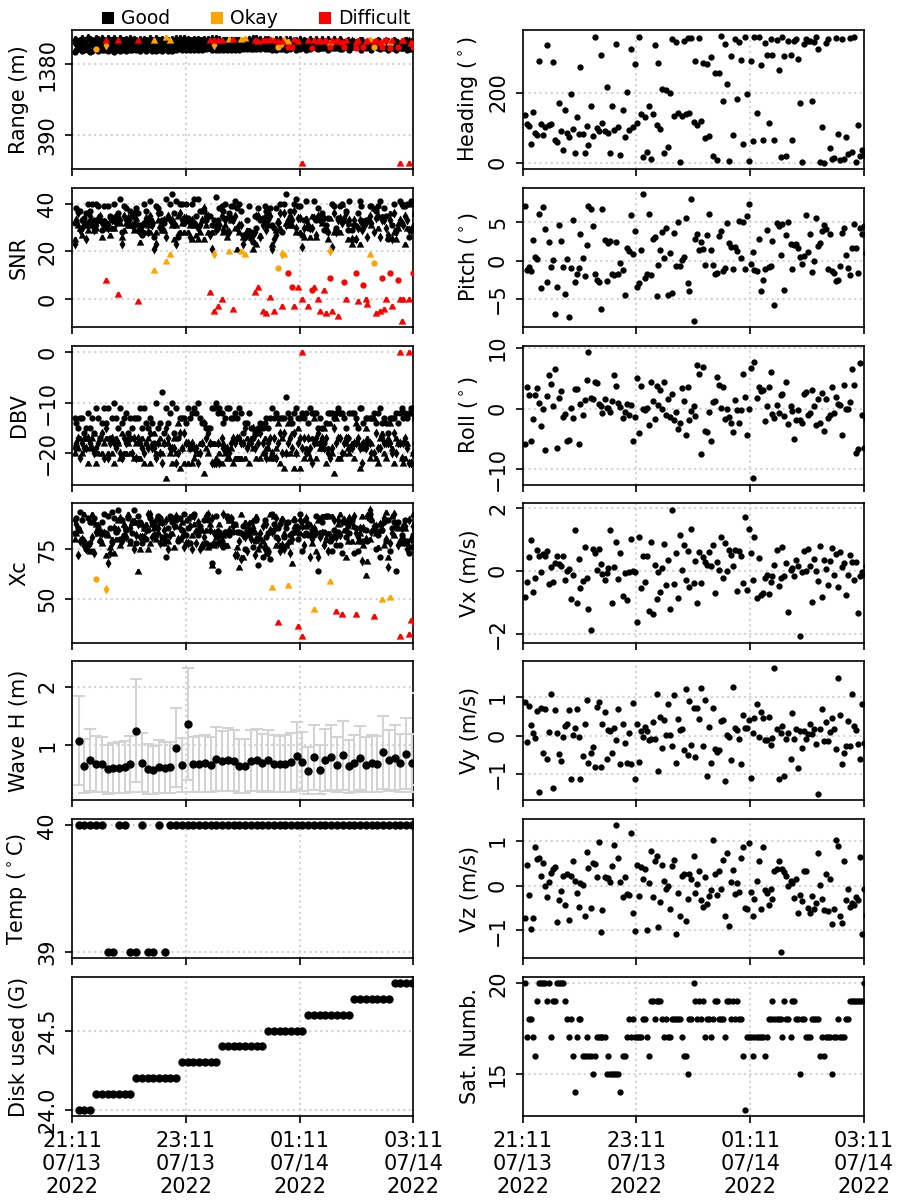 Good Okay Difficult
Range (m)
1380
390
Heading (°)
200
0
SNR
40
20
0
Pitch (°)
5
0
−5
DBV
0
−10
−20
Roll (°)
10
0
−10
Xc
75
50
Vx (m/s)
2
0
−2
Wave H (m)
2
1
Vy (m/s)
1
0
−1
Temp (°C)
40
39
Vz (m/s)
1
0
−1
Disk used (G)
24.5
24.0
Sat. Numb.
20
15
21:11 23:11 01:11 03:11
07/13 07/13 07/14 07/14
2022 2022 2022 2022
21:11 23:11 01:11 03:11
07/13 07/13 07/14 07/14
2022 2022 2022 2022